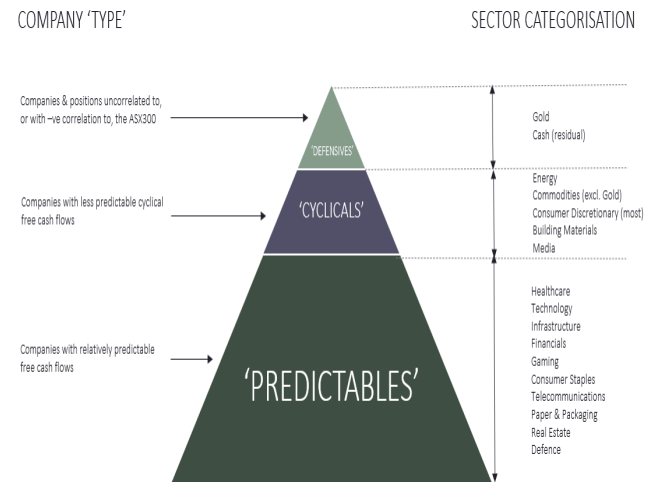 COMPANY ‘TYPE’
SECTOR CATEGORISATION
Companies & positions uncorrelated to,
or with –ve correlation to, the ASX300
‘DEFENSIVES’
Gold
Cash (residual)
Companies with less predictable cyclical
free cash flows
‘CYCLICALS’
Energy
Commodities (excl. Gold)
Consumer Discretionary (most)
Building Materials
Media
Companies with relatively predictable
free cash flows
‘PREDICTABLES’
Healthcare
Technology
Infrastructure
Financials
Gaming
Consumer Staples
Telecommunications
Paper & Packaging
Real Estate
Defence